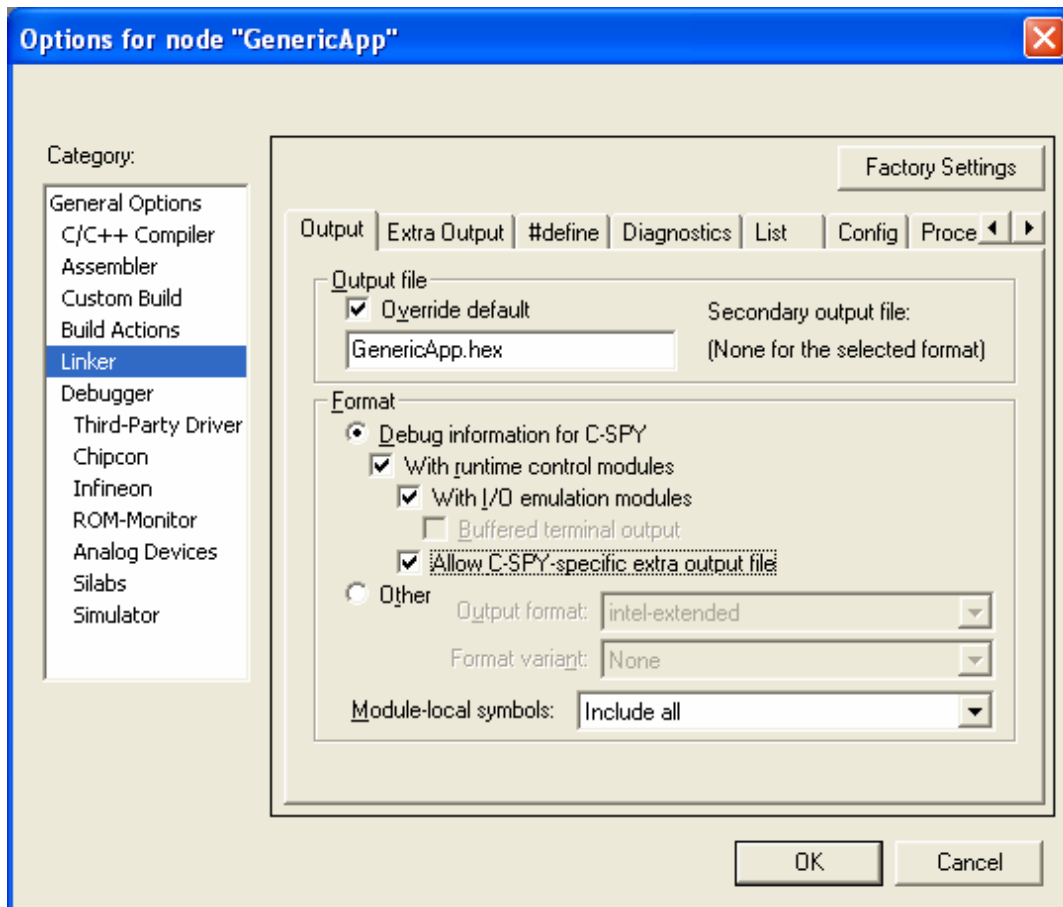 Options for node "GenericApp"
Category:
General Options
C/C++ Compiler
Assembler
Custom Build
Build Actions
Linker
Debugger
Third-Party Driver
Chipcon
Infineon
ROM-Monitor
Analog Devices
Silabs
Simulator
Factory Settings
Output Extra Output #define Diagnostics List Config Proce
Output file
Override default
Secondary output file:
GenericApp.hex
(None for the selected format)
Format
Debug information for C-SPY
With runtime control modules
With I/O emulation modules
Buffered terminal output
Allow C-SPY-specific extra output file
Other
Output format: intel-extended
Format variant: None
Module-local symbols: Include all
OK Cancel